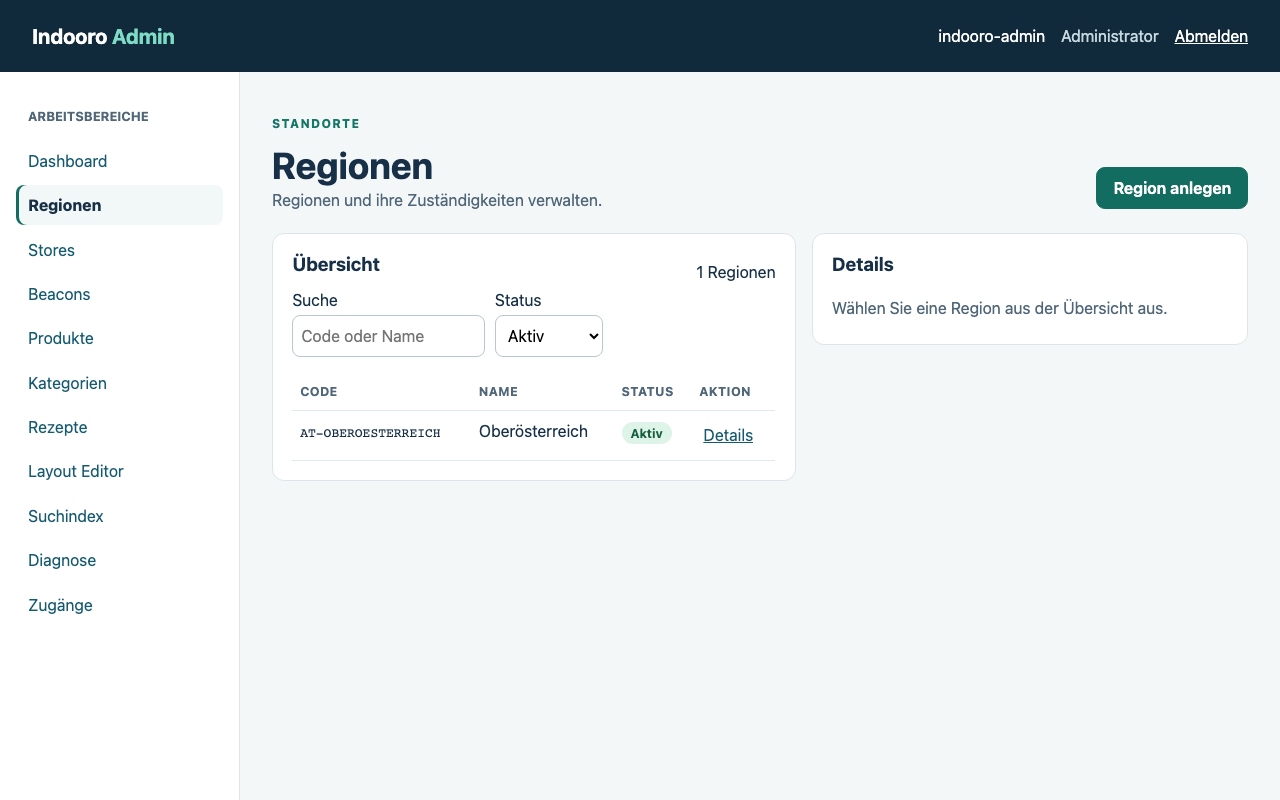 Indooro Admin
indooro-admin Administrator Abmelden
ARBEITSBEREICHE
Dashboard
Regionen
Stores
Beacons
Produkte
Kategorien
Rezepte
Layout Editor
Suchindex
Diagnose
Zugänge
STANDORTE
Regionen
Regionen und ihre Zuständigkeiten verwalten.
Region anlegen
Übersicht
1 Regionen
Suche Status
Code oder Name Aktiv
CODE NAME STATUS AKTION
AT-OBEROESTERREICH Oberösterreich Aktiv Details
Details
Wählen Sie eine Region aus der Übersicht aus.